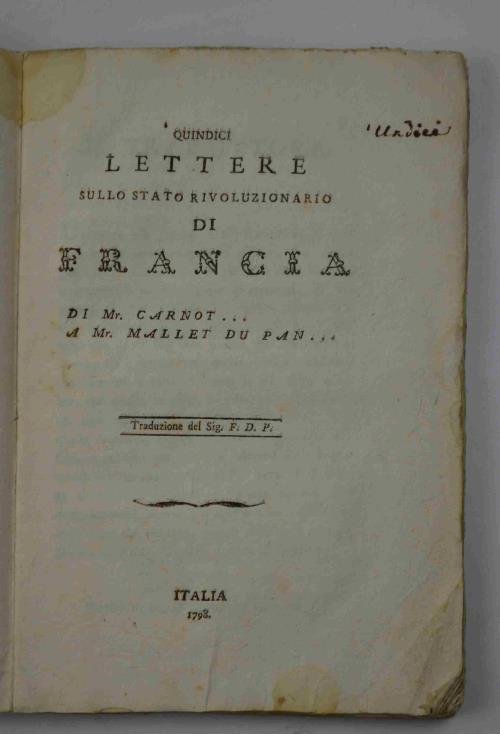 QUINDICI
'Undici
LETTERE
SULLO STATO RIVOLUZIONARIO
DI
FRANCIA
DI Mr. CARNOT...
A Mr. MALLET DU PAN...
Traduzione del Sig. F. D. P.
ITALIA
1798.